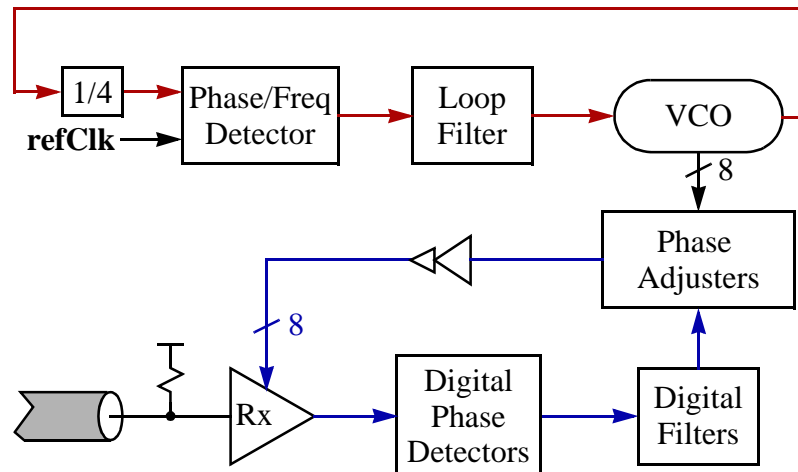 1/4
Phase/Freq
Detector
refClk
Loop
Filter
VCO
8
Phase
Adjusters
8
Rx
Digital
Phase
Detectors
Digital
Filters